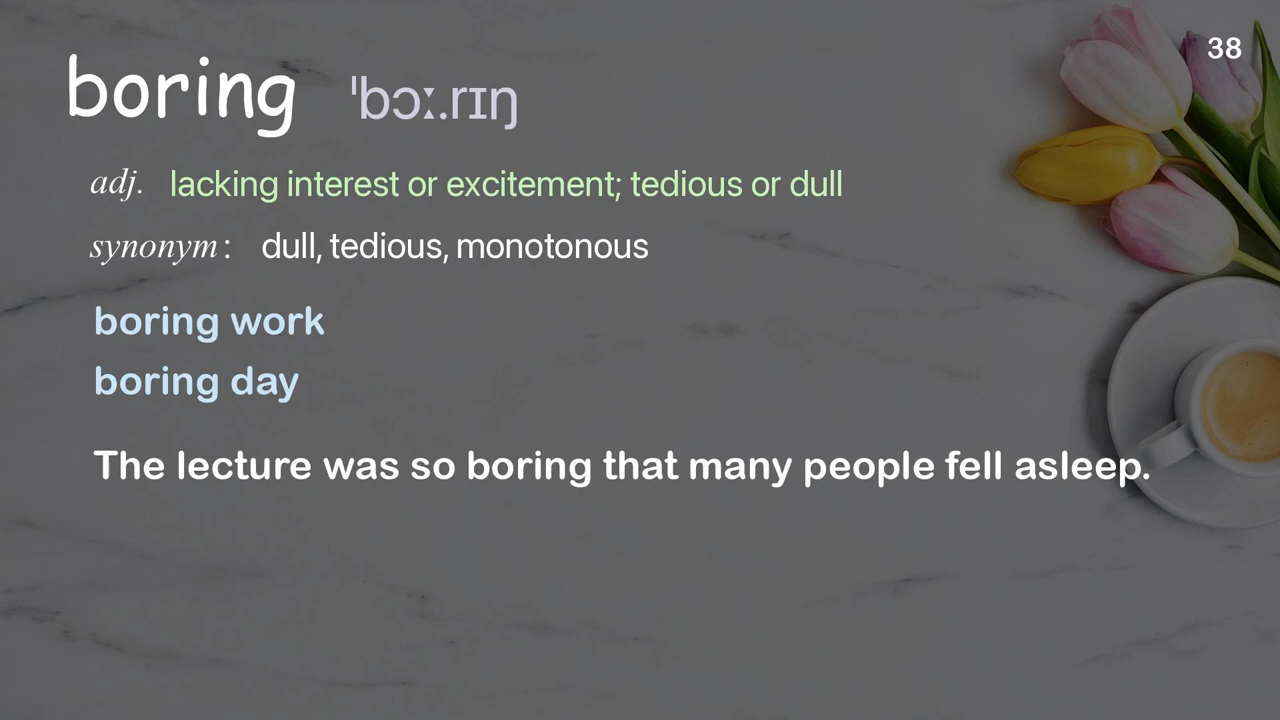 38
boring ˈbɔː.rɪŋ
adj. lacking interest or excitement; tedious or dull
synonym: dull, tedious, monotonous
boring work
boring day
The lecture was so boring that many people fell asleep.